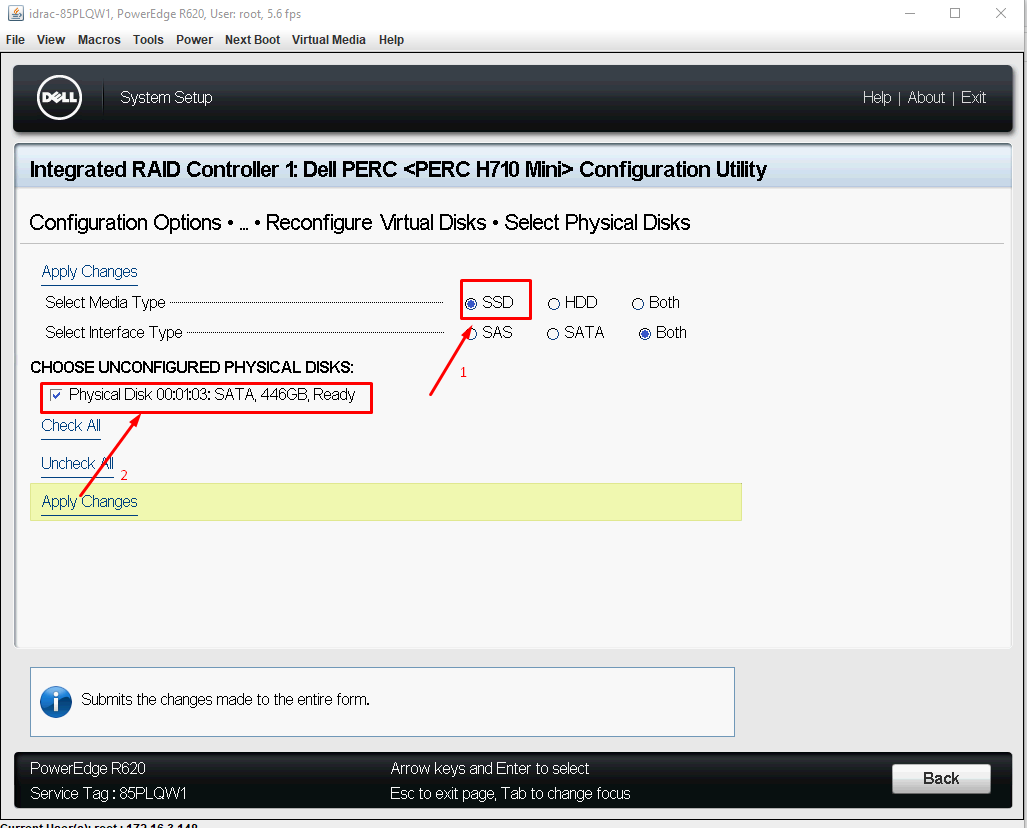 idrac-85PLQW1, PowerEdge R620, User: root, 5.6 fps
File View Macros Tools Power Next Boot Virtual Media Help
DELL System Setup Help | About | Exit
Integrated RAID Controller 1: Dell PERC <PERC H710 Mini> Configuration Utility
Configuration Options • ... • Reconfigure Virtual Disks • Select Physical Disks
Apply Changes
Select Media Type SSD HDD Both
Select Interface Type SAS SATA Both
1
CHOOSE UNCONFIGURED PHYSICAL DISKS:
Physical Disk 00:01:03: SATA, 446GB, Ready
Check All
Uncheck All
2
Apply Changes
Submits the changes made to the entire form.
PowerEdge R620 Arrow keys and Enter to select
Back
Service Tag : 85PLQW1 Esc to exit page, Tab to change focus
Current User(s): root : 172.16.3.148